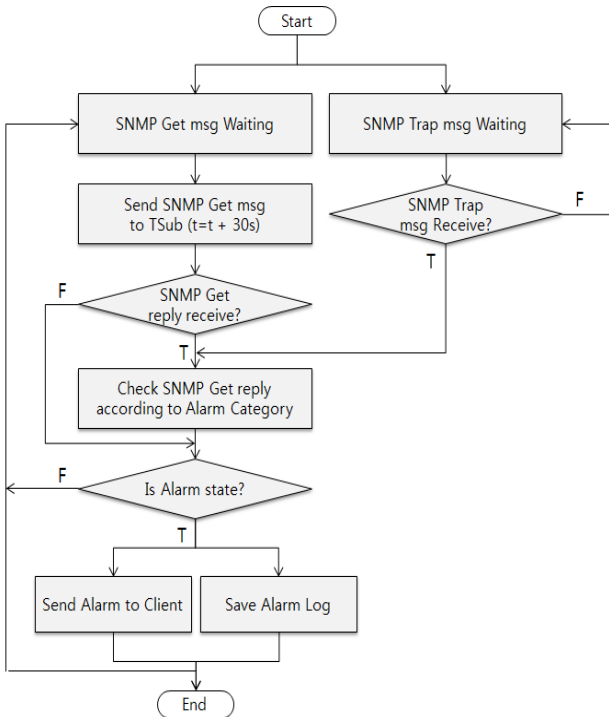 Start
SNMP Get msg Waiting
SNMP Trap msg Waiting
Send SNMP Get msg
to TSub (t=t + 30s)
SNMP Trap
msg Receive?
F
T
F
SNMP Get
reply receive?
T
Check SNMP Get reply
according to Alarm Category
F
Is Alarm state?
T
Send Alarm to Client
Save Alarm Log
End